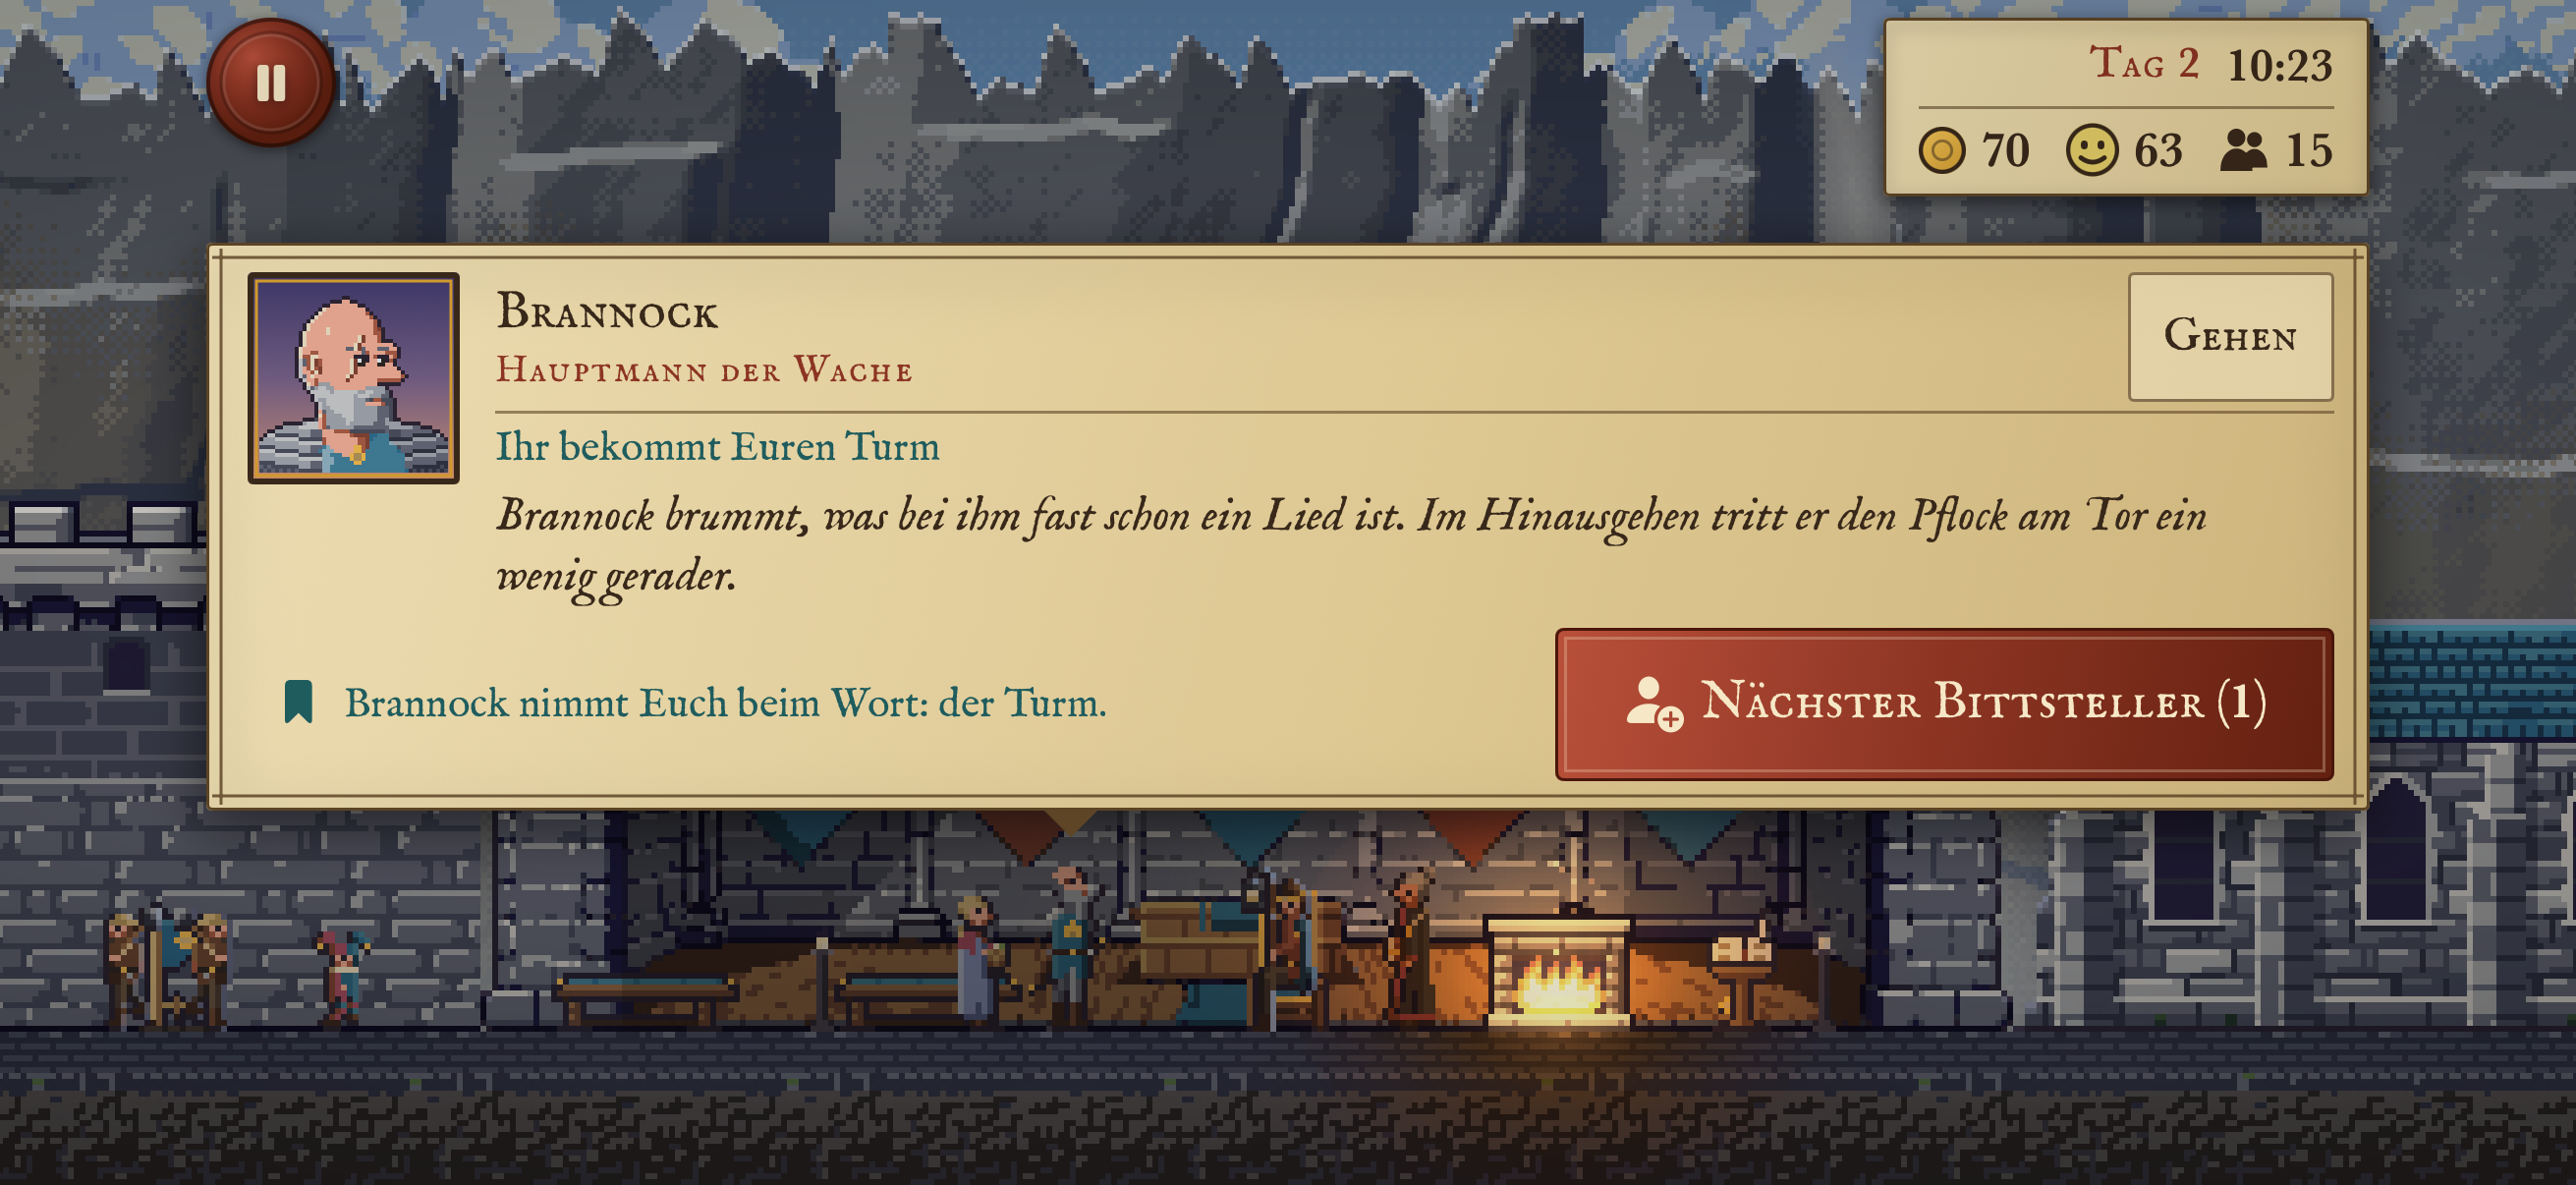 Tag 2 10:23
70 63 15
Brannock
Hauptmann der Wache
Gehen
Ihr bekommt Euren Turm
Brannock brummt, was bei ihm fast schon ein Lied ist. Im Hinausgehen tritt er den Pflock am Tor ein
wenig gerader.
Brannock nimmt Euch beim Wort: der Turm.
Nächster Bittsteller (1)